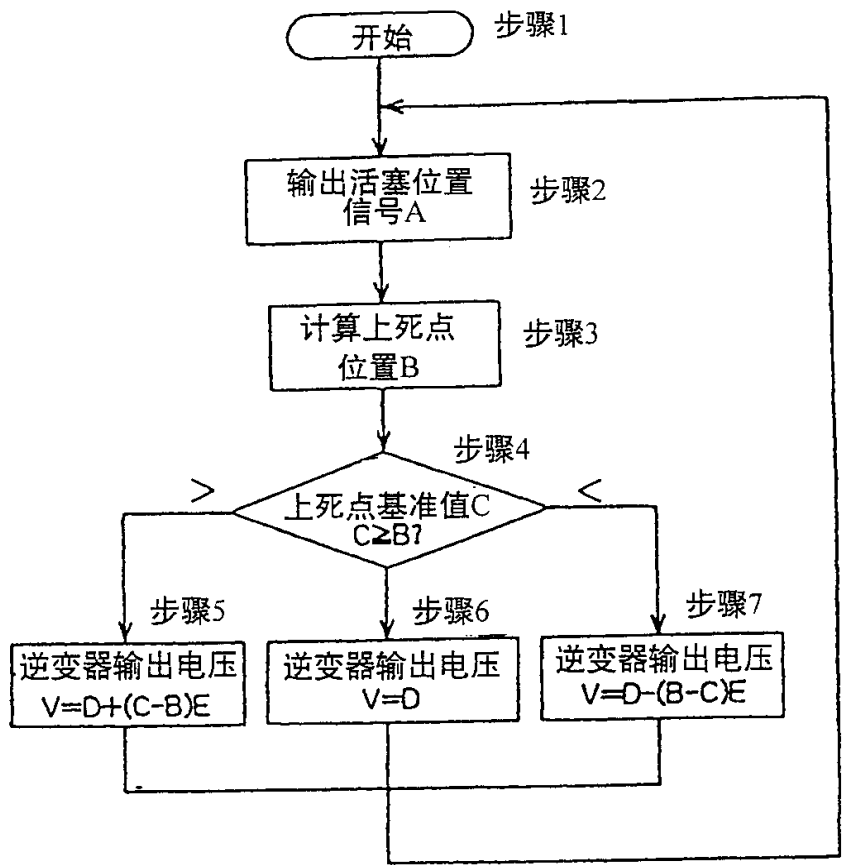 开始
步骤1
输出活塞位置
信号A
步骤2
计算上死点
位置B
步骤3
步骤4
>
<
上死点基准值C
C≥B?
步骤5
步骤6
步骤7
逆变器输出电压
V=D+(C-B)E
逆变器输出电压
V=D
逆变器输出电压
V=D-(B-C)E